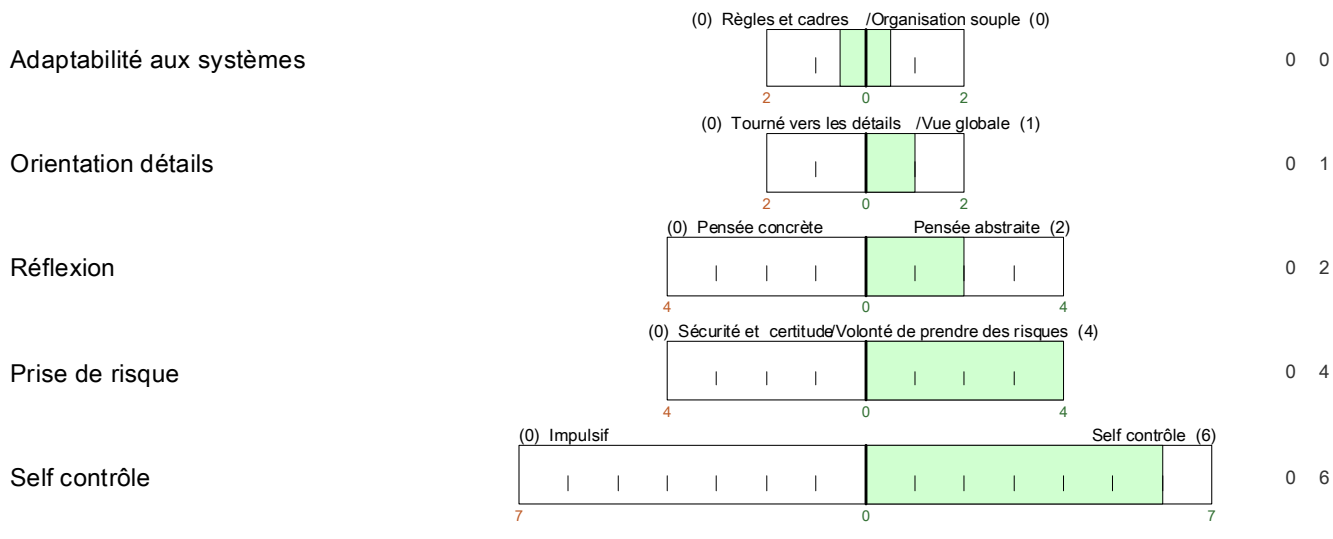 (0) Règles et cadres /Organisation souple (0)
Adaptabilité aux systèmes 0 0
2 0 2
(0) Tourné vers les détails /Vue globale (1)
Orientation détails 0 1
2 0 2
(0) Pensée concrète Pensée abstraite (2)
Réflexion 0 2
4 0 4
(0) Sécurité et certitude/Volonté de prendre des risques (4)
Prise de risque 0 4
4 0 4
(0) Impulsif Self contrôle (6)
Self contrôle 0 6
7 0 7